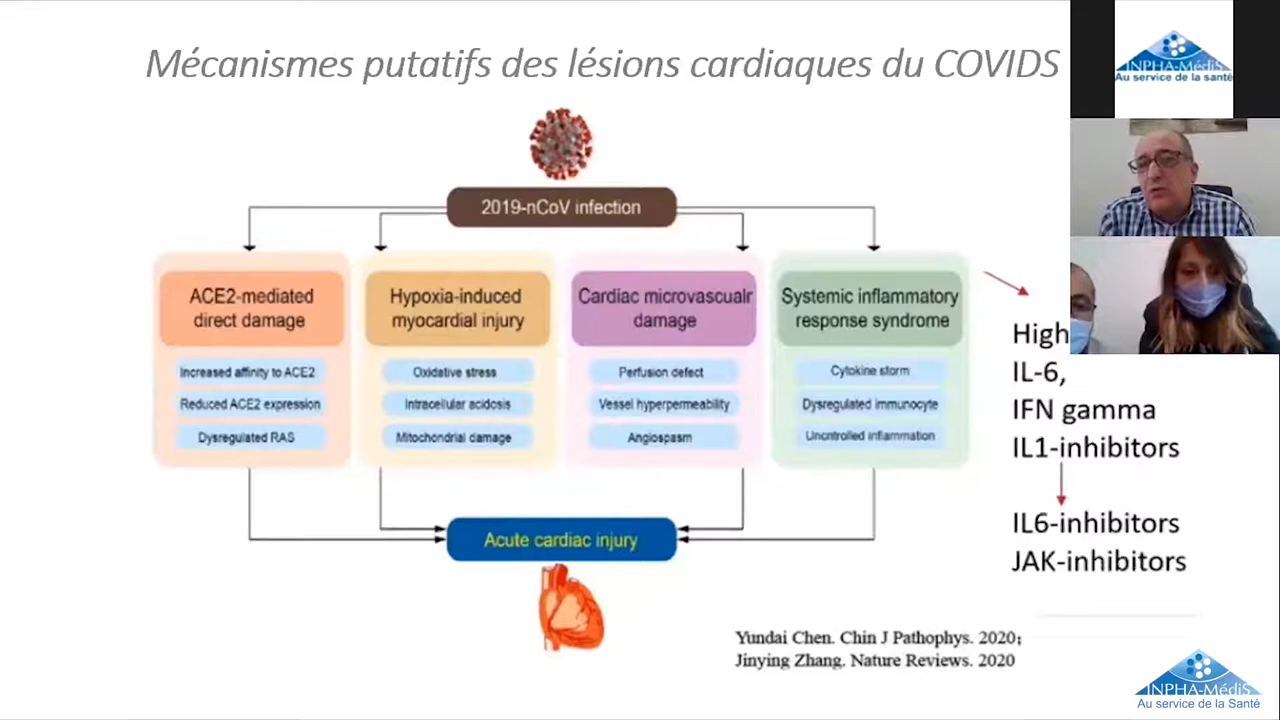 Mécanismes putatifs des lésions cardiaques du COVIDS
INPHA-MédiS
Au service de la santé
2019-nCoV infection
ACE2-mediated
direct damage
Increased affinity to ACE2
Reduced ACE2 expression
Dysregulated RAS
Hypoxia-induced
myocardial injury
Oxidative stress
Intracellular acidosis
Mitochondrial damage
Cardiac microvascualr
damage
Perfusion defect
Vessel hyperpermeability
Angiospasm
Systemic inflammatory
response syndrome
Cytokine storm
Dysregulated immunocyte
Uncntrolled inflammation
High
IL-6,
IFN gamma
IL1-inhibitors
IL6-inhibitors
JAK-inhibitors
Acute cardiac injury
Yundai Chen. Chin J Pathophys. 2020;
Jinying Zhang. Nature Reviews. 2020
INPHA-MédiS
Au service de la Santé